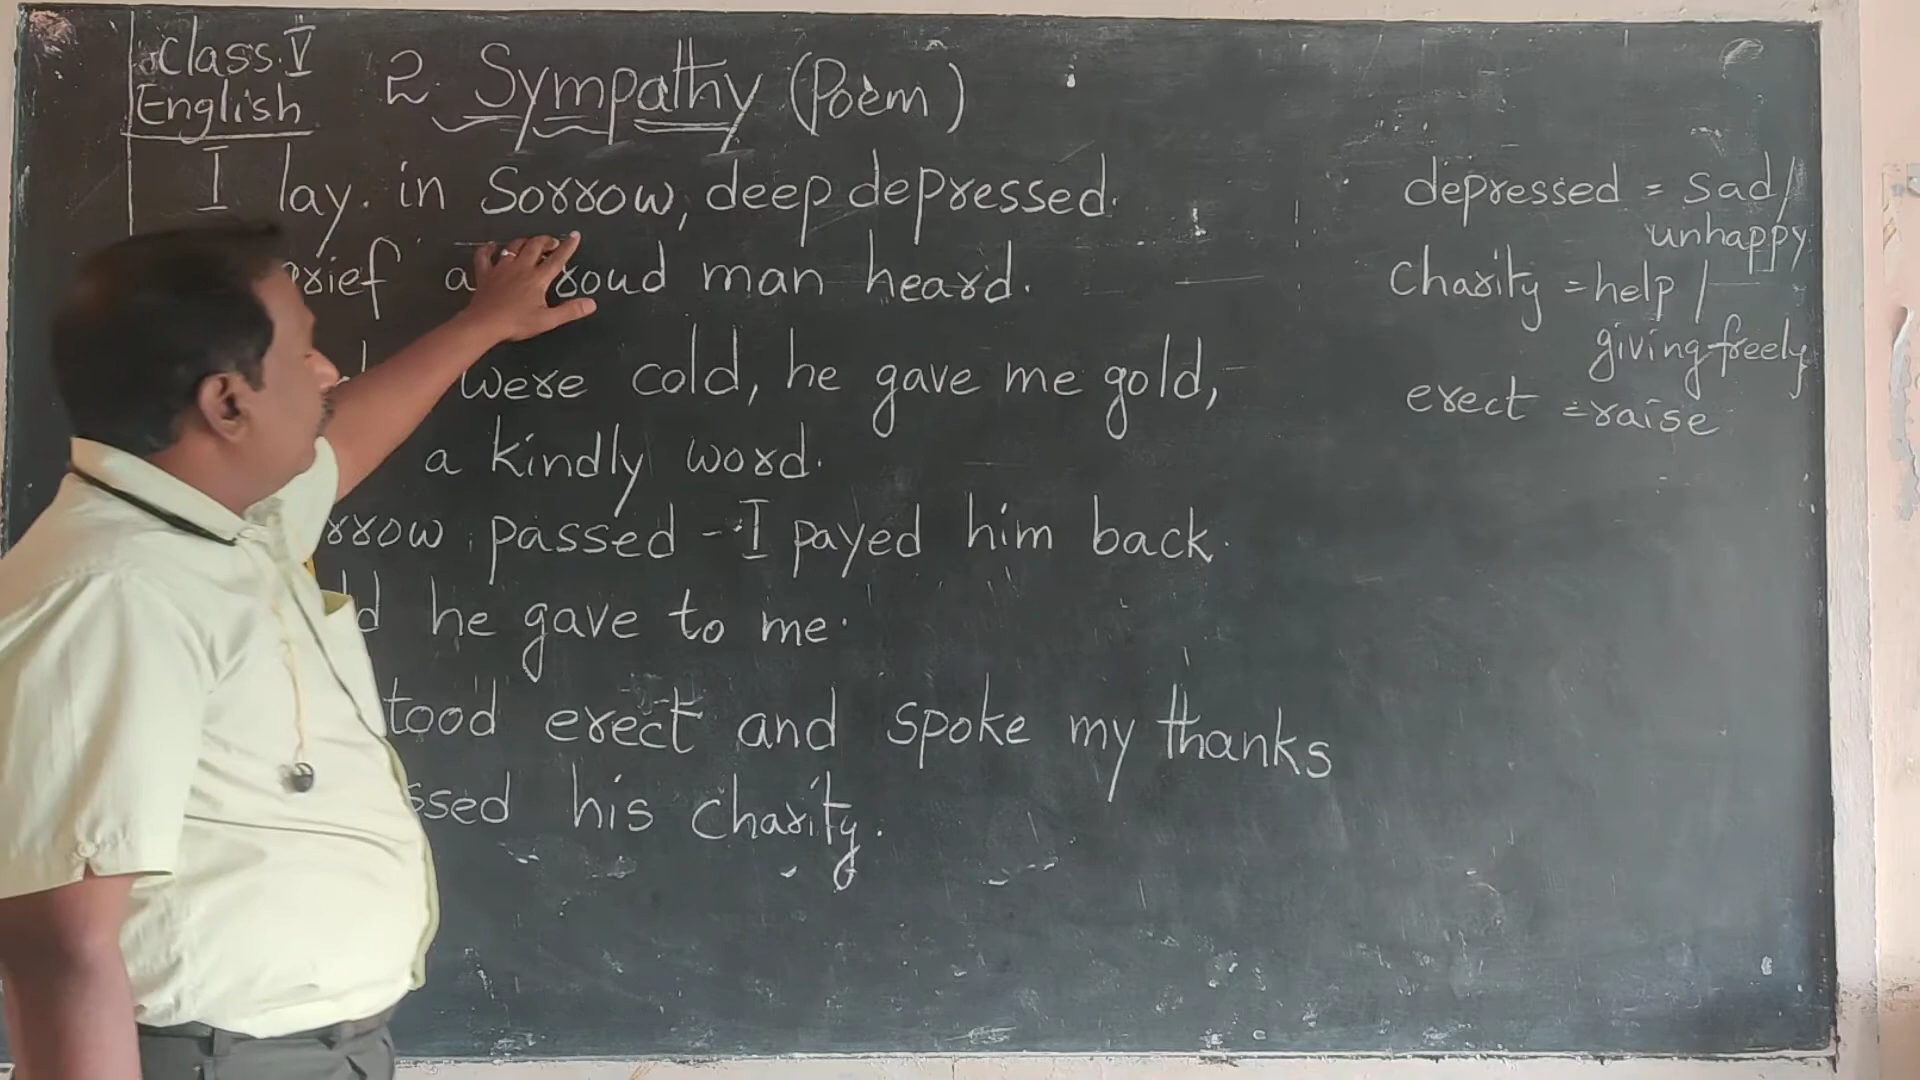 Class. V
English
2. Sympathy (Poem)
I lay. in Sorrow, deep depressed.
grief a proud man heard.
were cold, he gave me gold,
a kindly word.
passed - I payed him back.
he gave to me.
stood erect and spoke my thanks
his charity.
depressed = sad/
unhappy
Charity = help /
giving freely
erect = raise